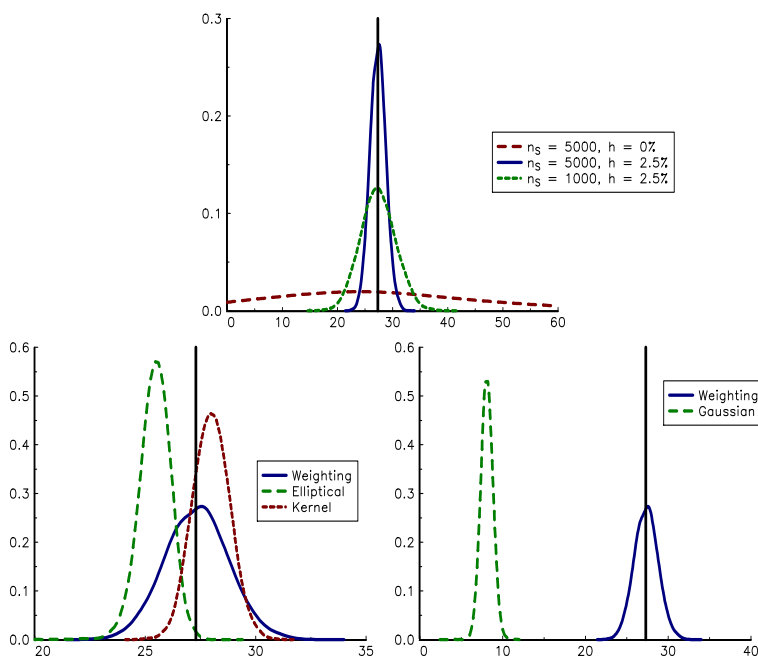 0.3
0.2
0.1
0.0
0 10 20 30 40 50 60
nS = 5000, h = 0%
nS = 5000, h = 2.5%
nS = 1000, h = 2.5%
0.6
0.5
0.4
0.3
0.2
0.1
0.0
20 25 30 35
Weighting
Elliptical
Kernel
0.6
0.5
0.4
0.3
0.2
0.1
0.0
0 10 20 30 40
Weighting
Gaussian